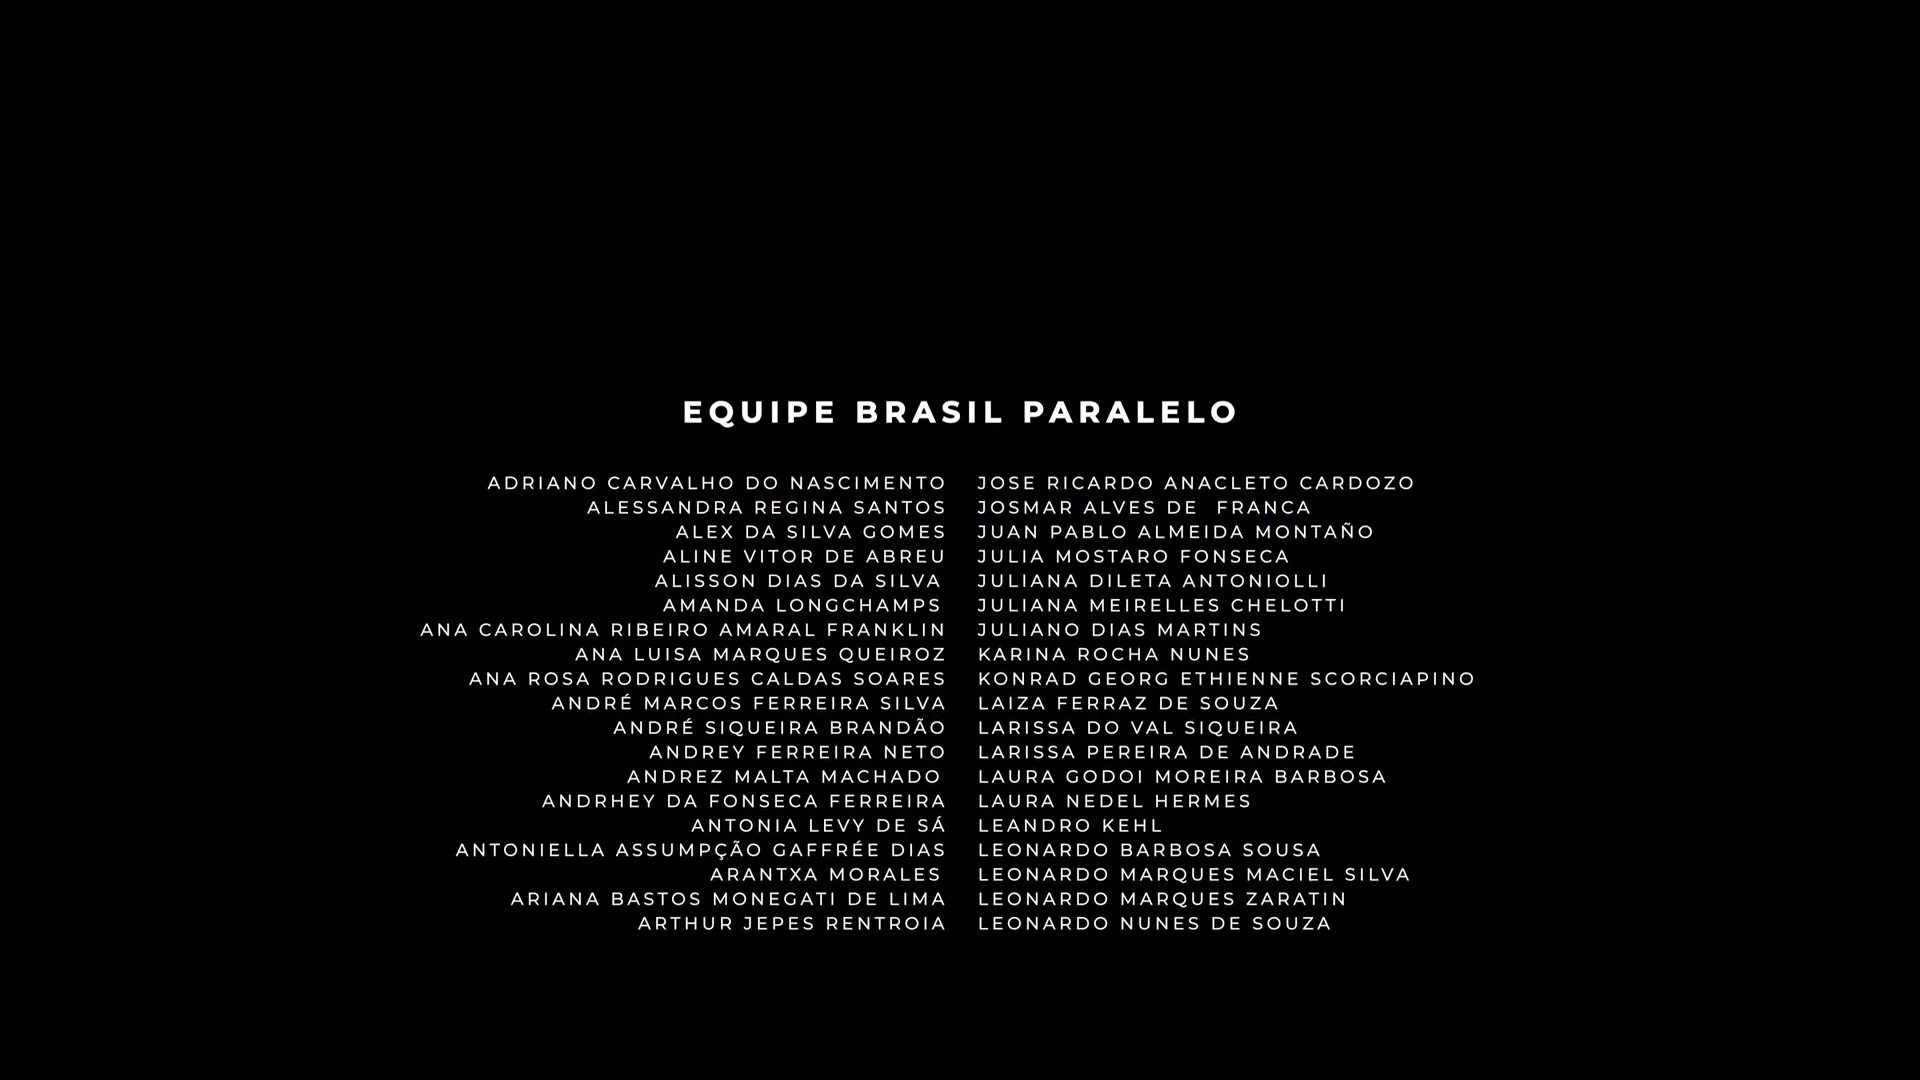 EQUIPE BRASIL PARALELO
ADRIANO CARVALHO DO NASCIMENTO JOSE RICARDO ANACLETO CARDOZO
ALESSANDRA REGINA SANTOS JOSMAR ALVES DE FRANCA
ALEX DA SILVA GOMES JUAN PABLO ALMEIDA MONTAÑO
ALINE VITOR DE ABREU JULIA MOSTARO FONSECA
ALISSON DIAS DA SILVA JULIANA DILETA ANTONIOLLI
AMANDA LONGCHAMPS JULIANA MEIRELLES CHELOTTI
ANA CAROLINA RIBEIRO AMARAL FRANKLIN JULIANO DIAS MARTINS
ANA LUISA MARQUES QUEIROZ KARINA ROCHA NUNES
ANA ROSA RODRIGUES CALDAS SOARES KONRAD GEORG ETHIENNE SCORCIAPINO
ANDRÉ MARCOS FERREIRA SILVA LAIZA FERRAZ DE SOUZA
ANDRÉ SIQUEIRA BRANDÃO LARISSA DO VAL SIQUEIRA
ANDREY FERREIRA NETO LARISSA PEREIRA DE ANDRADE
ANDREZ MALTA MACHADO LAURA GODOI MOREIRA BARBOSA
ANDRHEY DA FONSECA FERREIRA LAURA NEDEL HERMES
ANTONIA LEVY DE SÁ LEANDRO KEHL
ANTONIELLA ASSUMPÇÃO GAFFRÉE DIAS LEONARDO BARBOSA SOUSA
ARANTXA MORALES LEONARDO MARQUES MACIEL SILVA
ARIANA BASTOS MONEGATI DE LIMA LEONARDO MARQUES ZARATIN
ARTHUR JEPES RENTROIA LEONARDO NUNES DE SOUZA